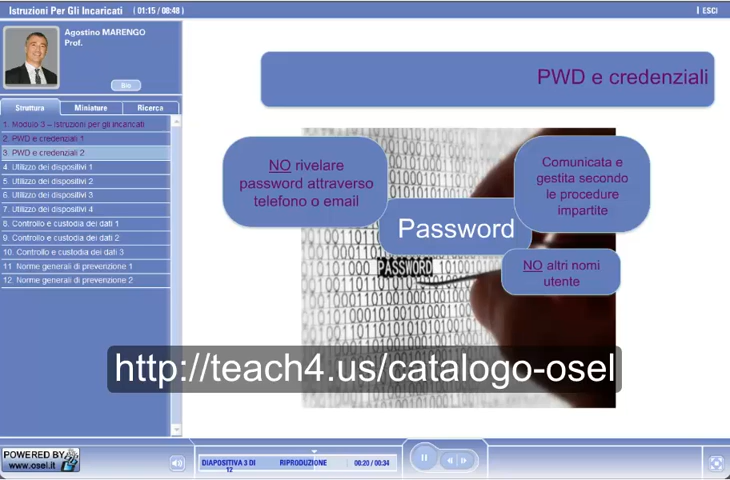 Istruzioni Per Gli Incaricati ( 01:15 / 08:48 )
ESCI
Agostino MARENGO
Prof.
Bio
Struttura Miniature Ricerca
1. Modulo 3 – Istruzioni per gli incaricati
2. PWD e credenziali 1
3. PWD e credenziali 2
4. Utilizzo dei dispositivi 1
5. Utilizzo dei dispositivi 2
6. Utilizzo dei dispositivi 3
7. Utilizzo dei dispositivi 4
8. Controllo e custodia dei dati 1
9. Controllo e custodia dei dati 2
10. Controllo e custodia dei dati 3
11. Norme generali di prevenzione 1
12. Norme generali di prevenzione 2
PWD e credenziali
NO rivelare
password attraverso
telefono o email
Comunicata e
gestita secondo
le procedure
impartite
Password
PASSWORD
NO altri nomi
utente
http://teach4.us/catalogo-osel
POWERED BY
www.osel.it
DIAPOSITIVA 3 DI
12
RIPRODUZIONE
00:20 / 00:34